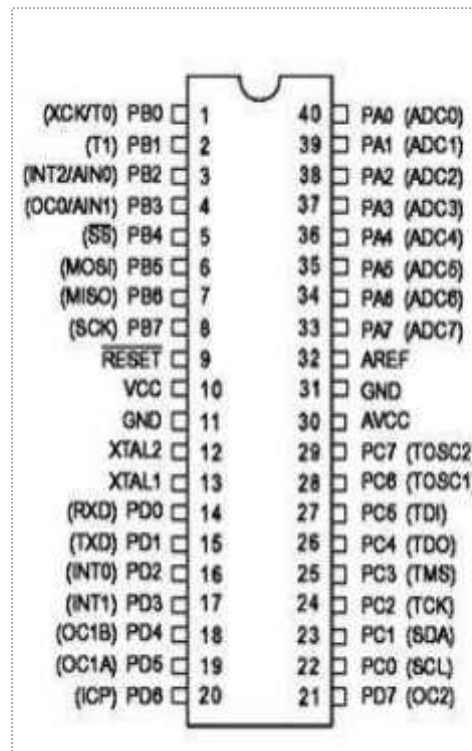 (XCK/T0) PB0 1 40 PA0 (ADC0)
(T1) PB1 2 39 PA1 (ADC1)
(INT2/AIN0) PB2 3 38 PA2 (ADC2)
(OC0/AIN1) PB3 4 37 PA3 (ADC3)
(SS) PB4 5 36 PA4 (ADC4)
(MOSI) PB5 6 35 PA5 (ADC5)
(MISO) PB6 7 34 PA6 (ADC6)
(SCK) PB7 8 33 PA7 (ADC7)
RESET 9 32 AREF
VCC 10 31 GND
GND 11 30 AVCC
XTAL2 12 29 PC7 (TOSC2
XTAL1 13 28 PC6 (TOSC1
(RXD) PD0 14 27 PC5 (TDI)
(TXD) PD1 15 26 PC4 (TDO)
(INT0) PD2 16 25 PC3 (TMS)
(INT1) PD3 17 24 PC2 (TCK)
(OC1B) PD4 18 23 PC1 (SDA)
(OC1A) PD5 19 22 PC0 (SCL)
(ICP) PD6 20 21 PD7 (OC2)